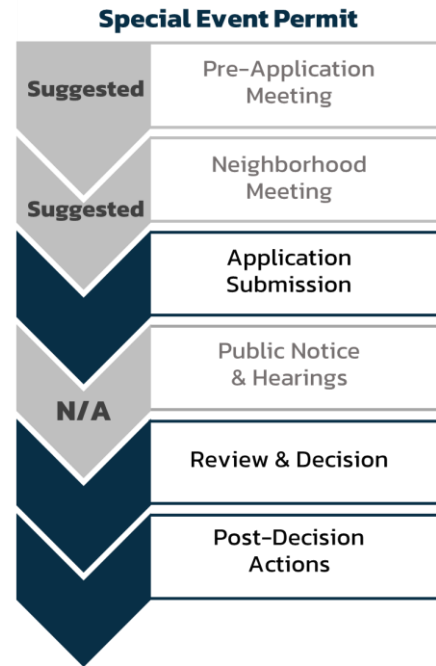 Special Event Permit
Suggested
Pre-Application
Meeting
Suggested
Neighborhood
Meeting
Application
Submission
N/A
Public Notice
& Hearings
Review & Decision
Post-Decision
Actions